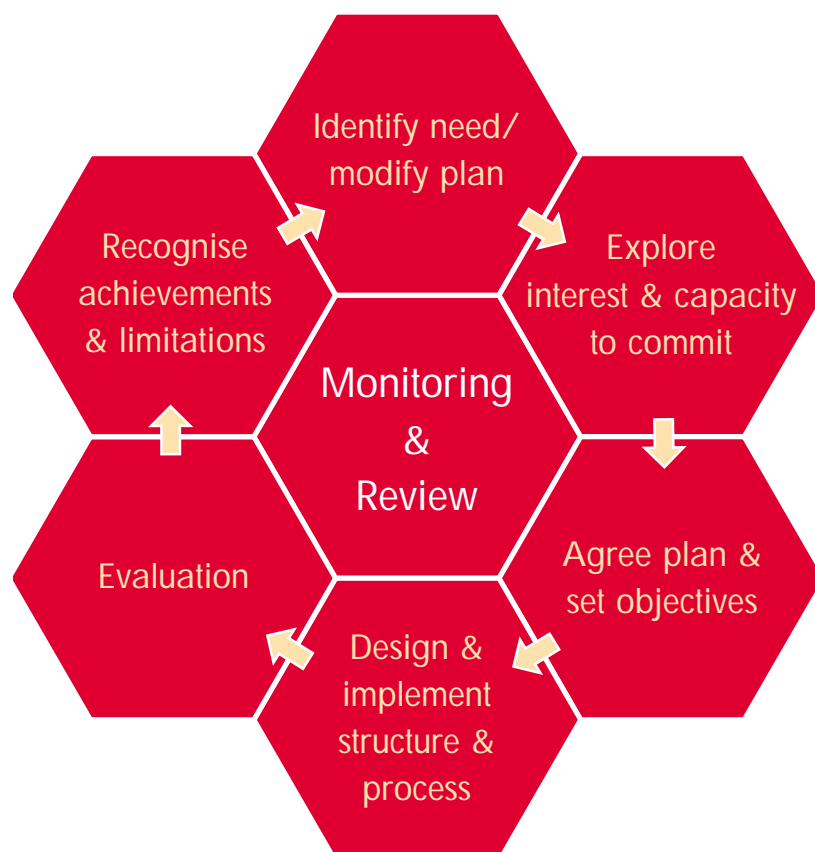 Identify need/
modify plan
Explore
interest & capacity
to commit
Agree plan &
set objectives
Design &
implement
structure &
process
Evaluation
Recognise
achievements
& limitations
Monitoring
&
Review